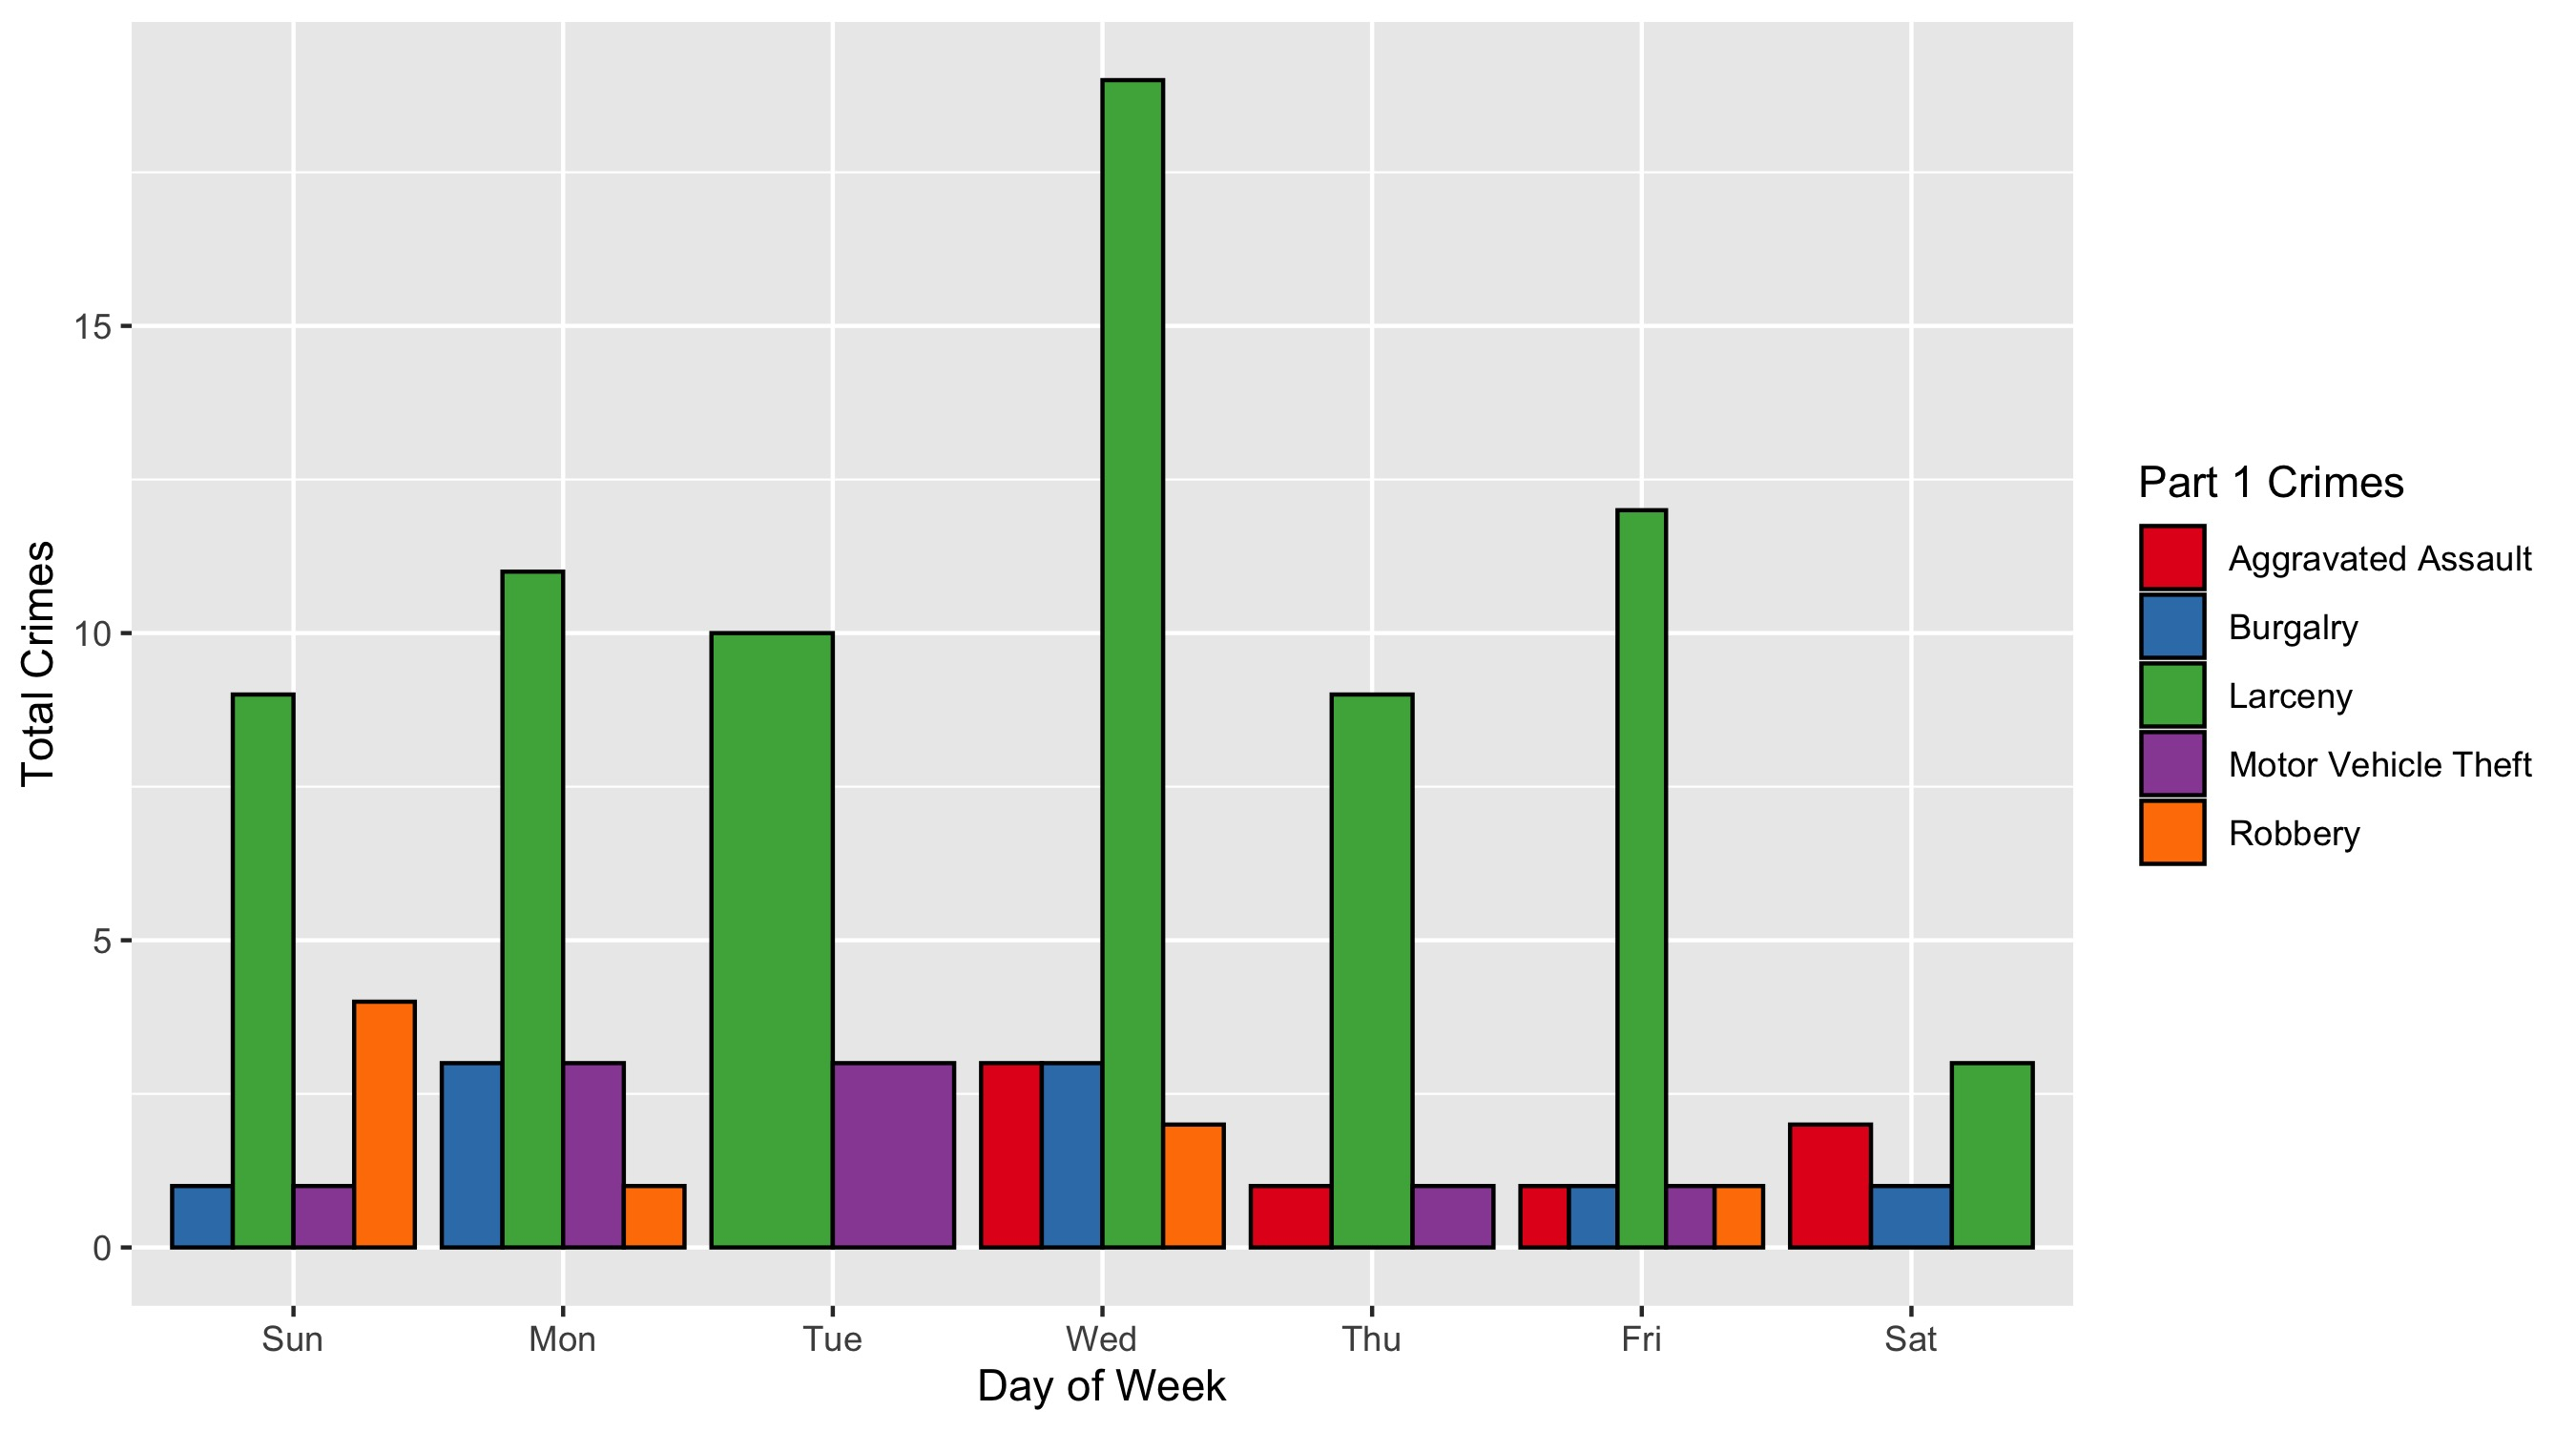 Total Crimes
15
10
5
0
Sun Mon Tue Wed Thu Fri Sat
Day of Week
Part 1 Crimes
Aggravated Assault
Burgalry
Larceny
Motor Vehicle Theft
Robbery